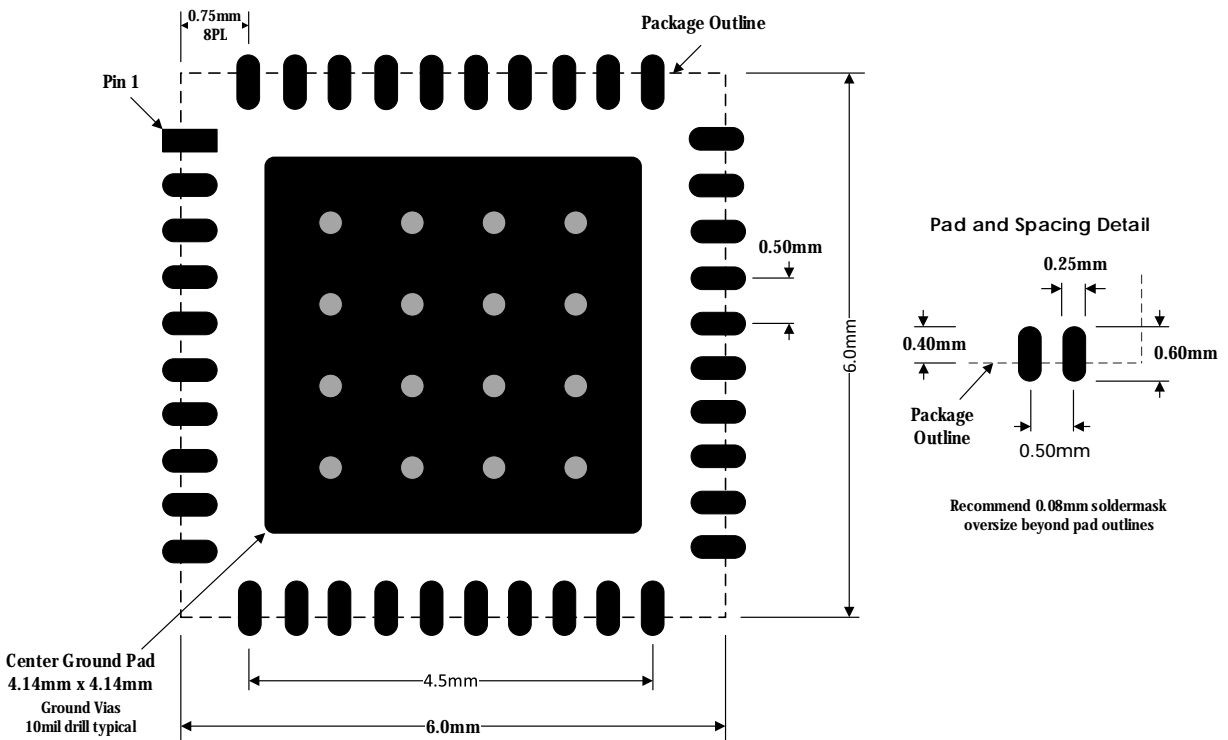 0.75mm
8PL
Package Outline
Pin 1
0.50mm
6.0mm
Pad and Spacing Detail
0.25mm
0.40mm
0.60mm
Package
Outline
0.50mm
Recommend 0.08mm soldermask
oversize beyond pad outlines
Center Ground Pad
4.14mm x 4.14mm
Ground Vias
10mil drill typical
4.5mm
6.0mm